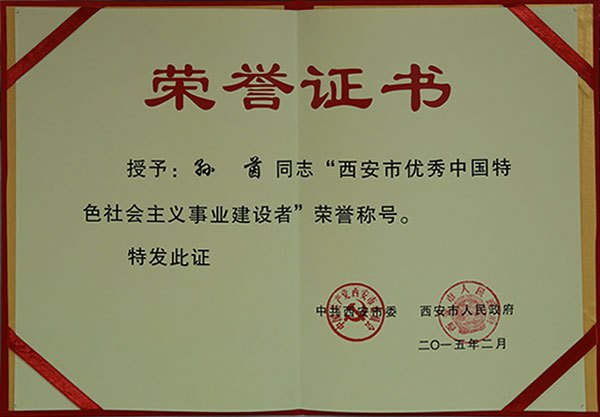 荣誉证书
授予：孙 茵 同志“西安市优秀中国特
色社会主义事业建设者”荣誉称号。
特发此证
中共西安市委 西安市人民政府
二〇一五年二月